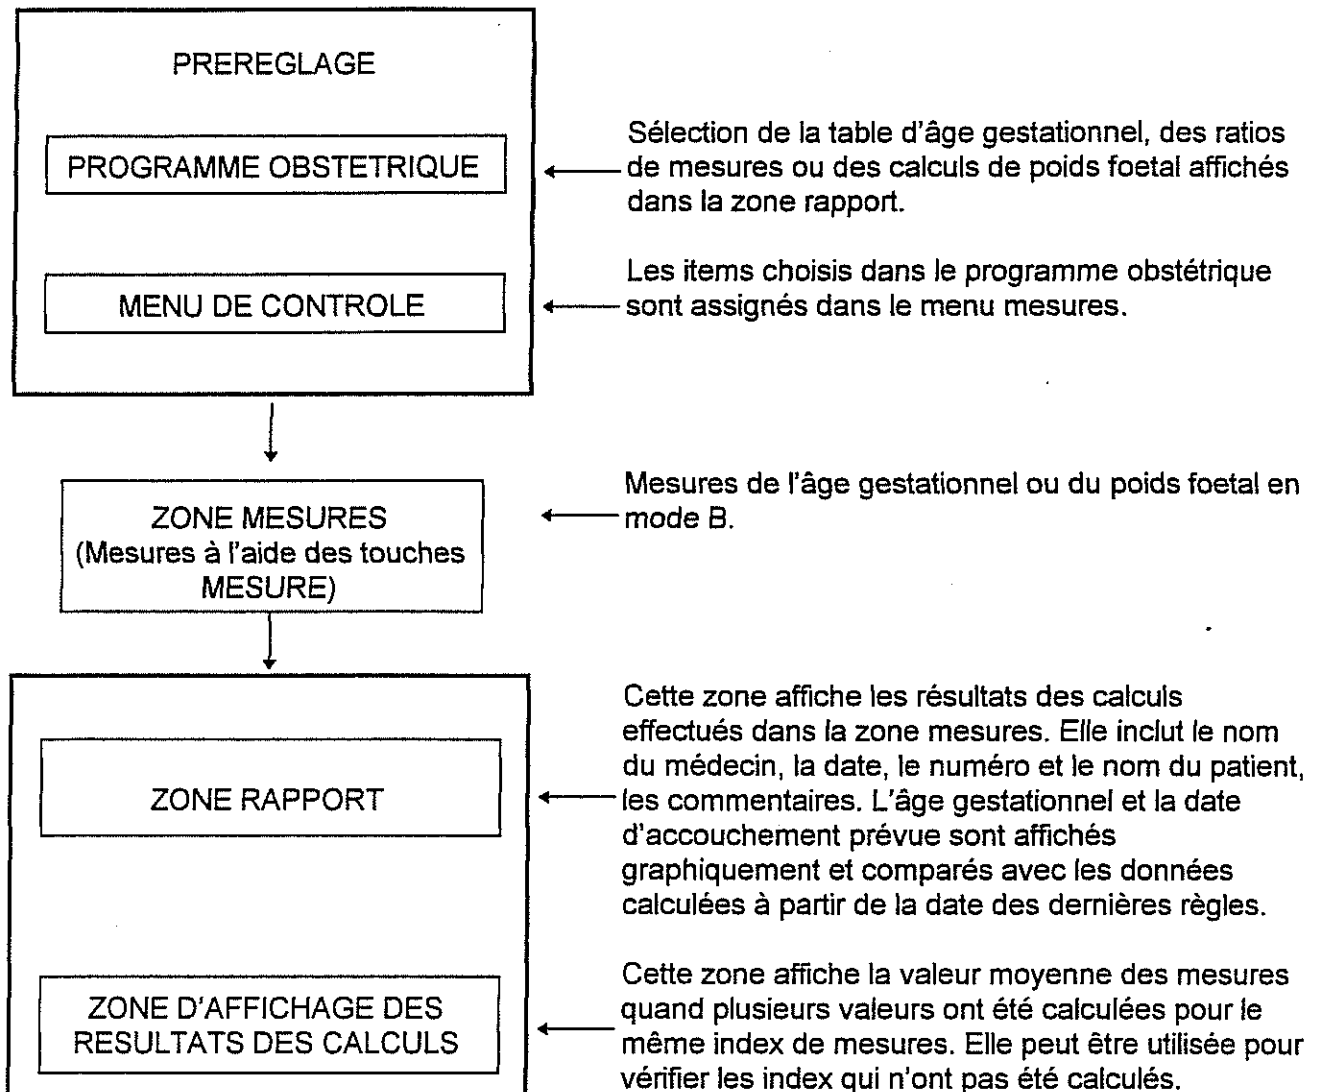 PREREGLAGE
PROGRAMME OBSTETRIQUE
Sélection de la table d'âge gestationnel, des ratios
de mesures ou des calculs de poids foetal affichés
dans la zone rapport.
MENU DE CONTROLE
Les items choisis dans le programme obstétrique
sont assignés dans le menu mesures.
ZONE MESURES
(Mesures à l'aide des touches
MESURE)
Mesures de l'âge gestationnel ou du poids foetal en
mode B.
ZONE RAPPORT
Cette zone affiche les résultats des calculs
effectués dans la zone mesures. Elle inclut le nom
du médecin, la date, le numéro et le nom du patient,
les commentaires. L'âge gestationnel et la date
d'accouchement prévue sont affichés
graphiquement et comparés avec les données
calculées à partir de la date des dernières règles.
ZONE D'AFFICHAGE DES
RESULTATS DES CALCULS
Cette zone affiche la valeur moyenne des mesures
quand plusieurs valeurs ont été calculées pour le
même index de mesures. Elle peut être utilisée pour
vérifier les index qui n'ont pas été calculés.